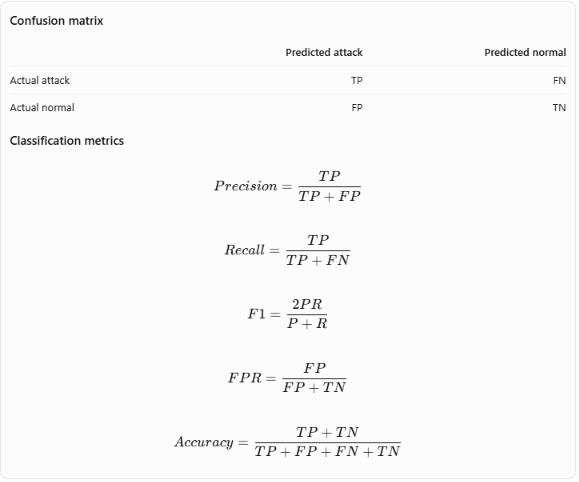 Confusion matrix
Predicted attack Predicted normal
Actual attack TP FN
Actual normal FP TN
Classification metrics
Precision = TP / (TP + FP)
Recall = TP / (TP + FN)
F1 = 2PR / (P + R)
FPR = FP / (FP + TN)
Accuracy = (TP + TN) / (TP + FP + FN + TN)